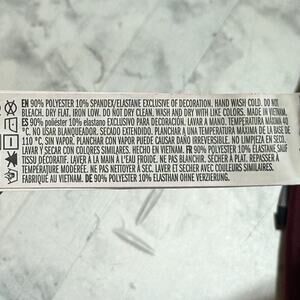 EN 90% POLYESTER 10% SPANDEX/ELASTANE EXCLUSIVE OF DECORATION. HAND WASH COLD. DO NOT
BLEACH. DRY FLAT, IRON LOW. DO NOT DRY CLEAN. WASH AND DRY WITH LIKE COLORS. MADE IN VIETNAM.
ES 90% poliéster 10% elastano EXCLUSIVO PARA DECORACIÓN. LAVAR A MANO, TEMPERATURA MÁXIMA 40
°C. NO USAR BLANQUEADOR. SECADO EXTENDIDO. PLANCHAR A UNA TEMPERATURA MÁXIMA DE LA BASE DE
110 °C, SIN VAPOR. PLANCHAR CON VAPOR PUEDE CAUSAR DAÑO IRREVERSIBLE. NO LIMPIEZA EN SECO.
LAVAR Y SECAR CON COLORES SIMILARES. HECHO EN VIETNAM. FR 90% POLYESTER 10% ÉLASTANE SAUF
TISSU DÉCORATIF. LAVER À LA MAIN À L'EAU FROIDE. NE PAS BLANCHIR. SÉCHER À PLAT. REPASSER À
TEMPÉRATURE MODÉRÉE. NE PAS NETTOYER À SEC. LAVER ET SÉCHER AVEC COULEURS SIMILAIRES.
FABRIQUÉ AU VIETNAM. DE 90% POLYESTER 10% ELASTHAN OHNE VERZIERUNG.